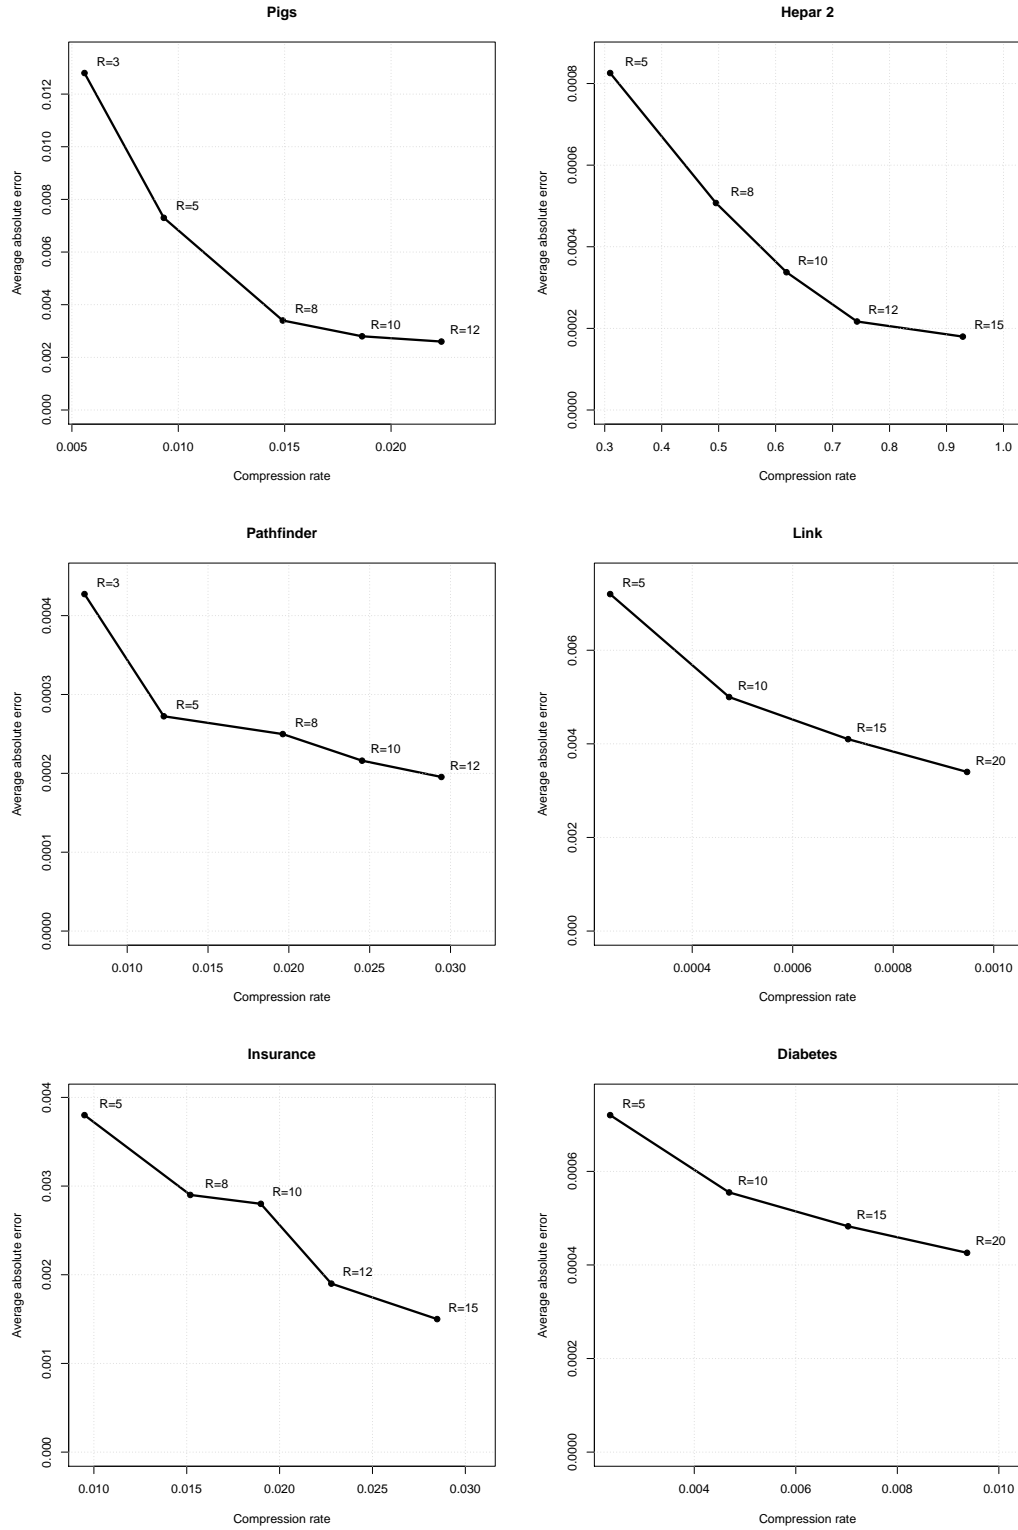 Pigs
R=3
R=5
R=8
R=10
R=12
0.000
0.002
0.004
0.006
0.008
0.010
0.012
Average absolute error
0.005 0.010 0.015 0.020
Compression rate
Hepar 2
R=5
R=8
R=10
R=12
R=15
0.0000
0.0002
0.0004
0.0006
0.0008
Average absolute error
0.3 0.4 0.5 0.6 0.7 0.8 0.9 1.0
Compression rate
Pathfinder
R=3
R=5
R=8
R=10
R=12
0.0000
0.0001
0.0002
0.0003
0.0004
Average absolute error
0.010 0.015 0.020 0.025 0.030
Compression rate
Link
R=5
R=10
R=15
R=20
0.000
0.002
0.004
0.006
Average absolute error
0.0004 0.0006 0.0008 0.0010
Compression rate
Insurance
R=5
R=8
R=10
R=12
R=15
0.000
0.001
0.002
0.003
0.004
Average absolute error
0.010 0.015 0.020 0.025 0.030
Compression rate
Diabetes
R=5
R=10
R=15
R=20
0.0000
0.0002
0.0004
0.0006
Average absolute error
0.004 0.006 0.008 0.010
Compression rate